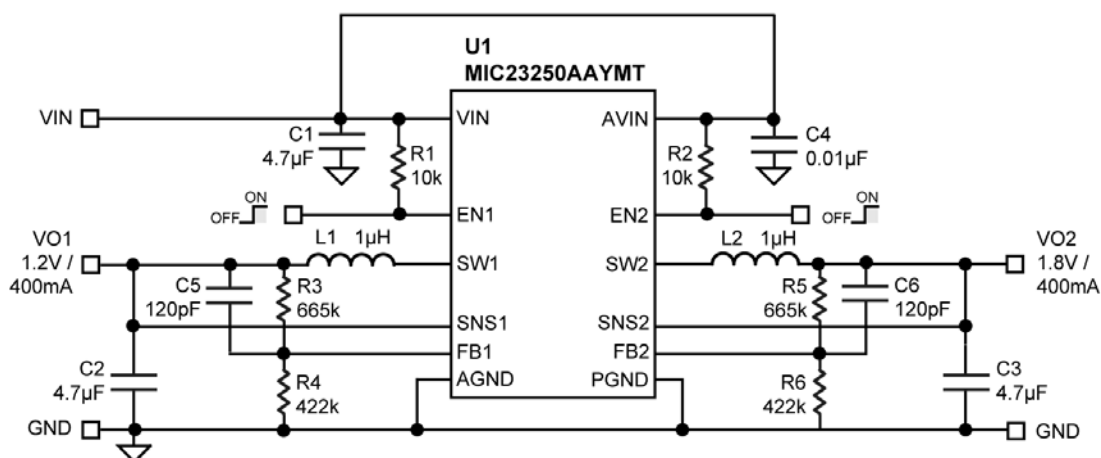 U1
MIC23250AAYMT
VIN
C1
4.7µF
R1
10k
VIN
AVIN
R2
10k
C4
0.01µF
OFF
ON
EN1
EN2
OFF
ON
VO1
1.2V /
400mA
L1 1µH
SW1
SW2
L2 1µH
VO2
1.8V /
400mA
C5
120pF
R3
665k
R5
665k
C6
120pF
SNS1
SNS2
FB1
FB2
C2
4.7µF
R4
422k
AGND
PGND
R6
422k
C3
4.7µF
GND
GND